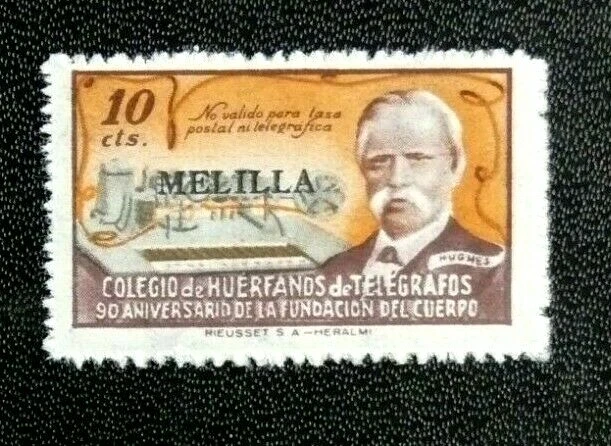 10
cts.
No valido para tasa
postal ni telegrafica
MELILLA
HUGHES
COLEGIO de HUERFANOS de TELEGRAFOS
90 ANIVERSARIO DE LA FUNDACION DEL CUERPO
RIEUSSET S A - HERALMI